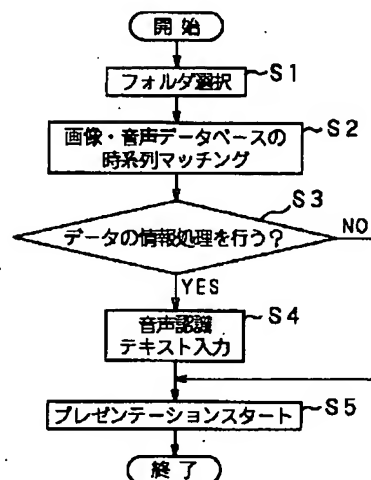 開始
フォルダ選択
S1
画像・音声データベースの
時系列マッチング
S2
データの情報処理を行う?
S3
NO
YES
音声認識
テキスト入力
S4
プレゼンテーションスタート
S5
終了